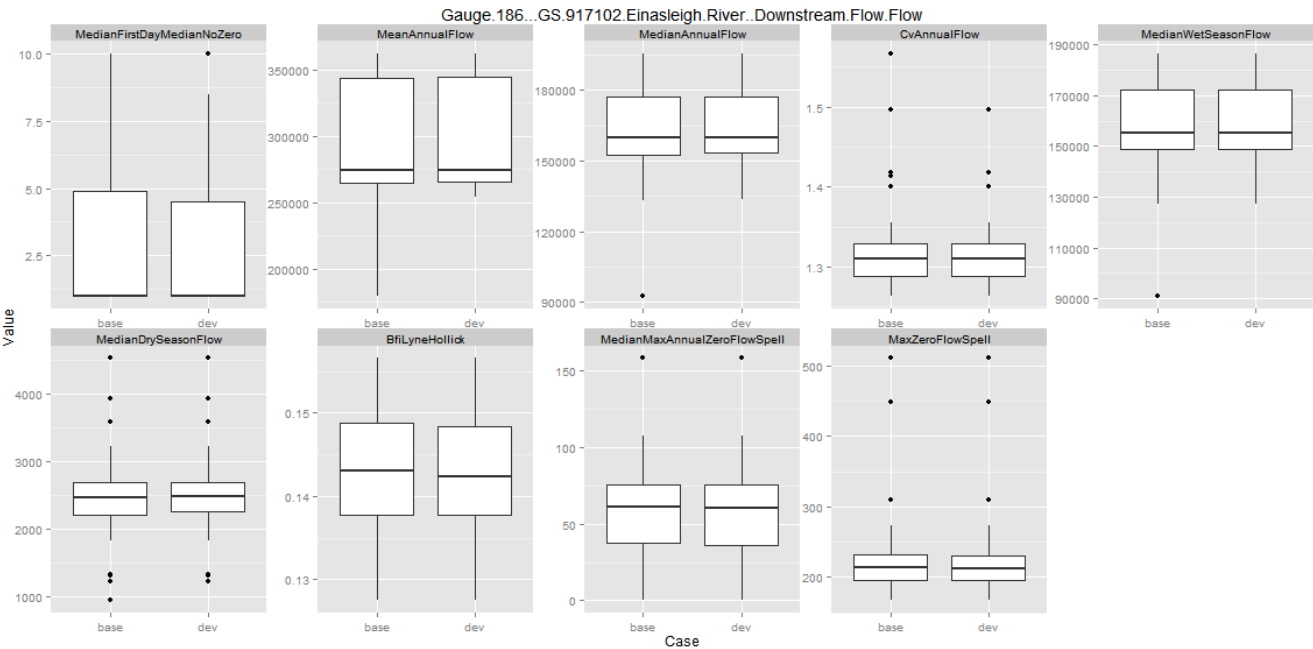 Gauge.186...GS.917102.Einasleigh.River..Downstream.Flow.Flow
MedianFirstDayMedianNoZero
MeanAnnualFlow
MedianAnnualFlow
CvAnnualFlow
MedianWetSeasonFlow
10.0
7.5
5.0
2.5
350000
300000
250000
200000
180000
150000
120000
90000
1.5
1.4
1.3
190000
170000
150000
130000
110000
90000
base dev
base dev
base dev
base dev
base dev
Value
MedianDrySeasonFlow
BfiLyneHollick
MedianMaxAnnualZeroFlowSpell
MaxZeroFlowSpell
4000
3000
2000
1000
0.15
0.14
0.13
150
100
50
0
500
400
300
200
base dev
base dev
base dev
base dev
Case